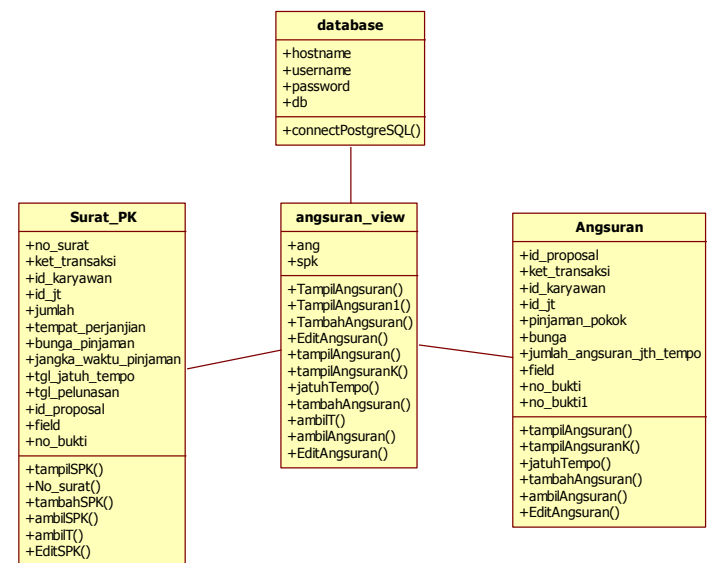 database
+hostname
+username
+password
+db
+connectPostgreSQL()
Surat_PK
+no_surat
+ket_transaksi
+id_karyawan
+id_jt
+jumlah
+tempat_perjanjian
+bunga_pinjaman
+jangka_waktu_pinjaman
+tgl_jatuh_tempo
+tgl_pelunasan
+id_proposal
+field
+no_bukti
+tampilSPK()
+No_surat()
+tambahSPK()
+ambilSPK()
+ambilT()
+EditSPK()
angsuran_view
+ang
+spk
+TampilAngsuran()
+TampilAngsuran1()
+TambahAngsuran()
+EditAngsuran()
+tampilAngsuran()
+tampilAngsuranK()
+jatuhTempo()
+tambahAngsuran()
+ambilT()
+ambilAngsuran()
+EditAngsuran()
Angsuran
+id_proposal
+ket_transaksi
+id_karyawan
+id_jt
+pinjaman_pokok
+bunga
+jumlah_angsuran_jth_tempo
+field
+no_bukti
+no_bukti1
+tampilAngsuran()
+tampilAngsuranK()
+jatuhTempo()
+tambahAngsuran()
+ambilAngsuran()
+EditAngsuran()